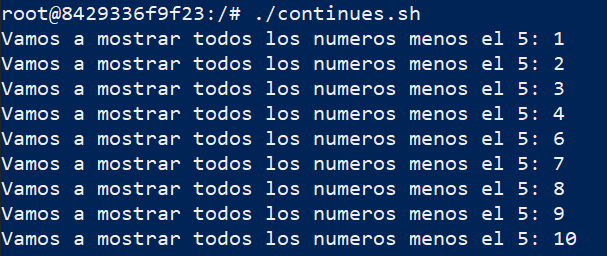 root@8429336f9f23:/# ./continues.sh
Vamos a mostrar todos los numeros menos el 5: 1
Vamos a mostrar todos los numeros menos el 5: 2
Vamos a mostrar todos los numeros menos el 5: 3
Vamos a mostrar todos los numeros menos el 5: 4
Vamos a mostrar todos los numeros menos el 5: 6
Vamos a mostrar todos los numeros menos el 5: 7
Vamos a mostrar todos los numeros menos el 5: 8
Vamos a mostrar todos los numeros menos el 5: 9
Vamos a mostrar todos los numeros menos el 5: 10